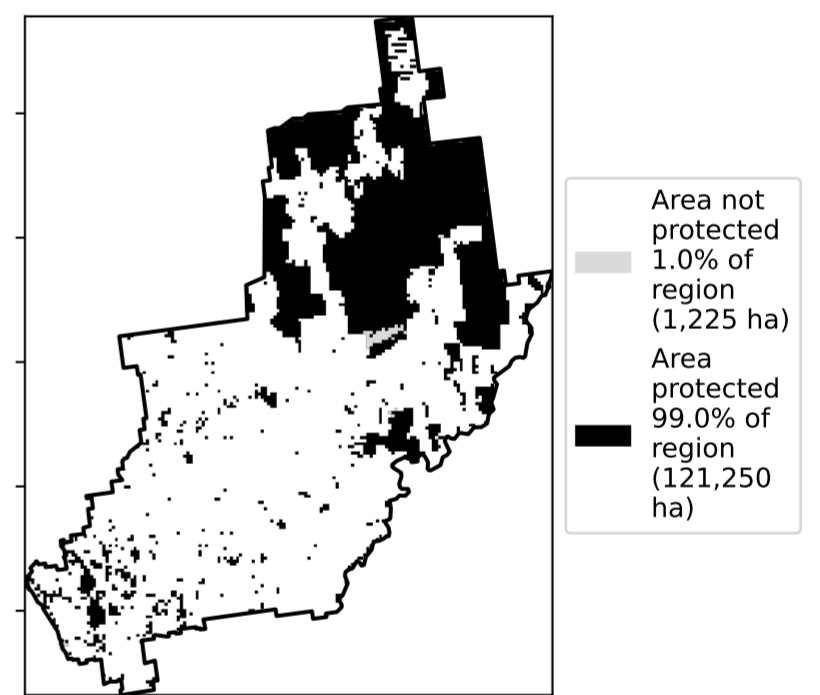 Area not
protected
1.0% of
region
(1,225 ha)
Area
protected
99.0% of
region
(121,250
ha)